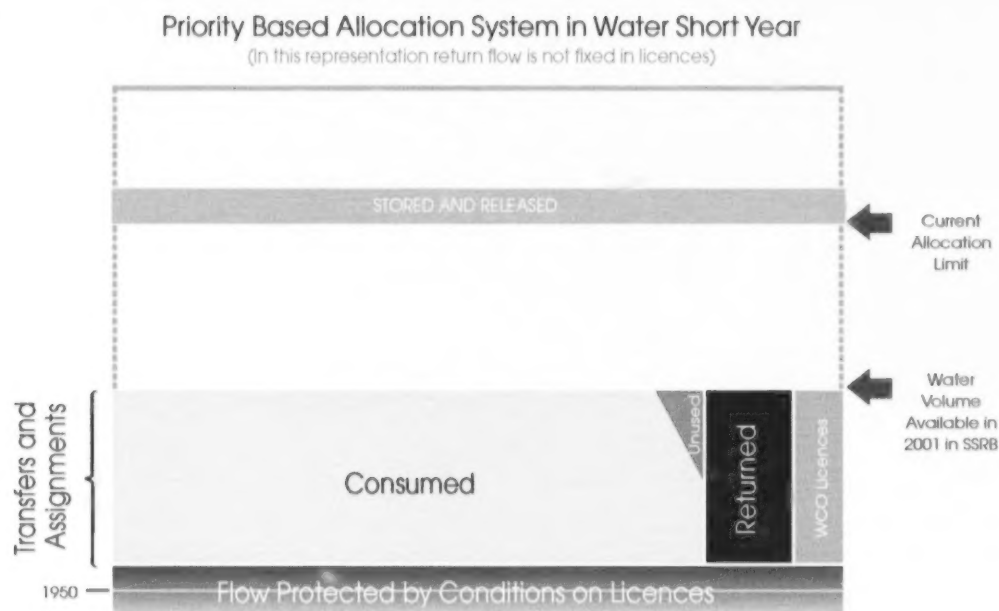 Priority Based Allocation System in Water Short Year
(In this representation return flow is not fixed in licences)
STORED AND RELEASED
Current
Allocation
Limit
Water
Volume
Available in
2001 in SSRB
Transfers and
Assignments
Consumed
Unused
Returned
WCO Licences
1950
Flow Protected by Conditions on Licences